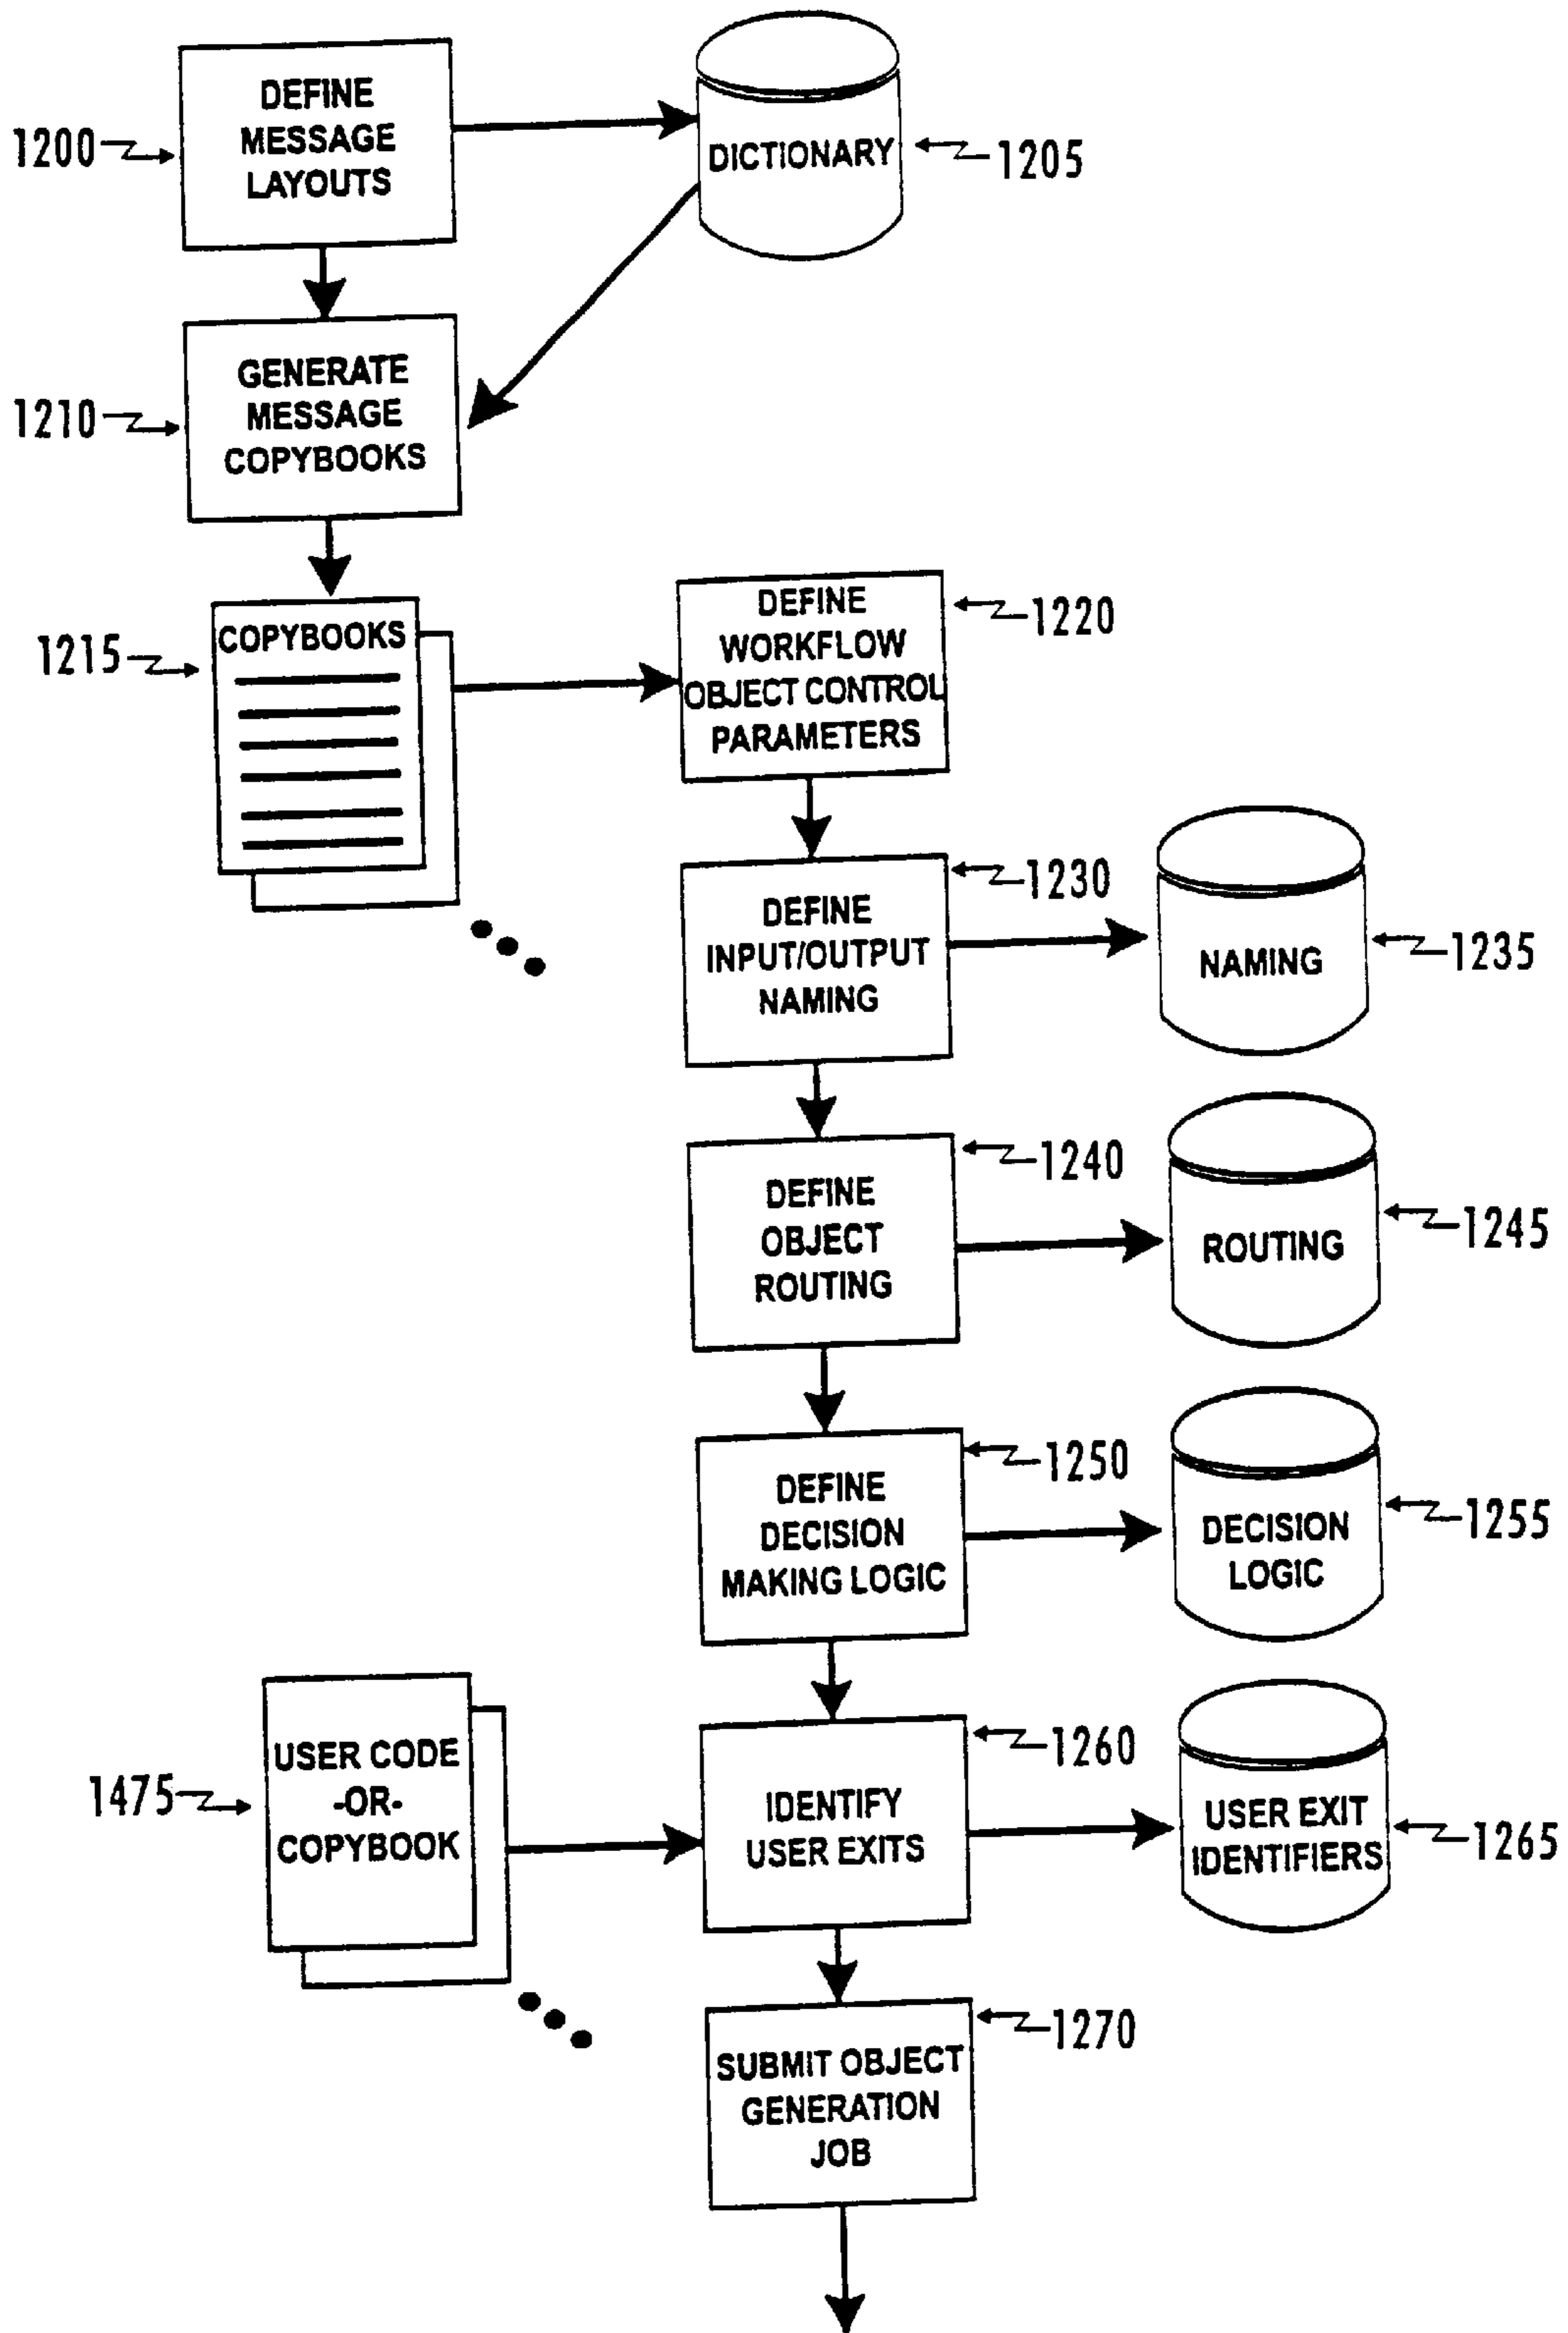 DEFINE
MESSAGE
LAYOUTS
1200
DICTIONARY
1205
GENERATE
MESSAGE
COPYBOOKS
1210
COPYBOOKS
1215
DEFINE
WORKFLOW
OBJECT CONTROL
PARAMETERS
1220
DEFINE
INPUT/OUTPUT
NAMING
1230
NAMING
1235
DEFINE
OBJECT
ROUTING
1240
ROUTING
1245
DEFINE
DECISION
MAKING LOGIC
1250
DECISION
LOGIC
1255
USER CODE
-OR-
COPYBOOK
1475
IDENTIFY
USER EXITS
1260
USER EXIT
IDENTIFIERS
1265
SUBMIT OBJECT
GENERATION
JOB
1270